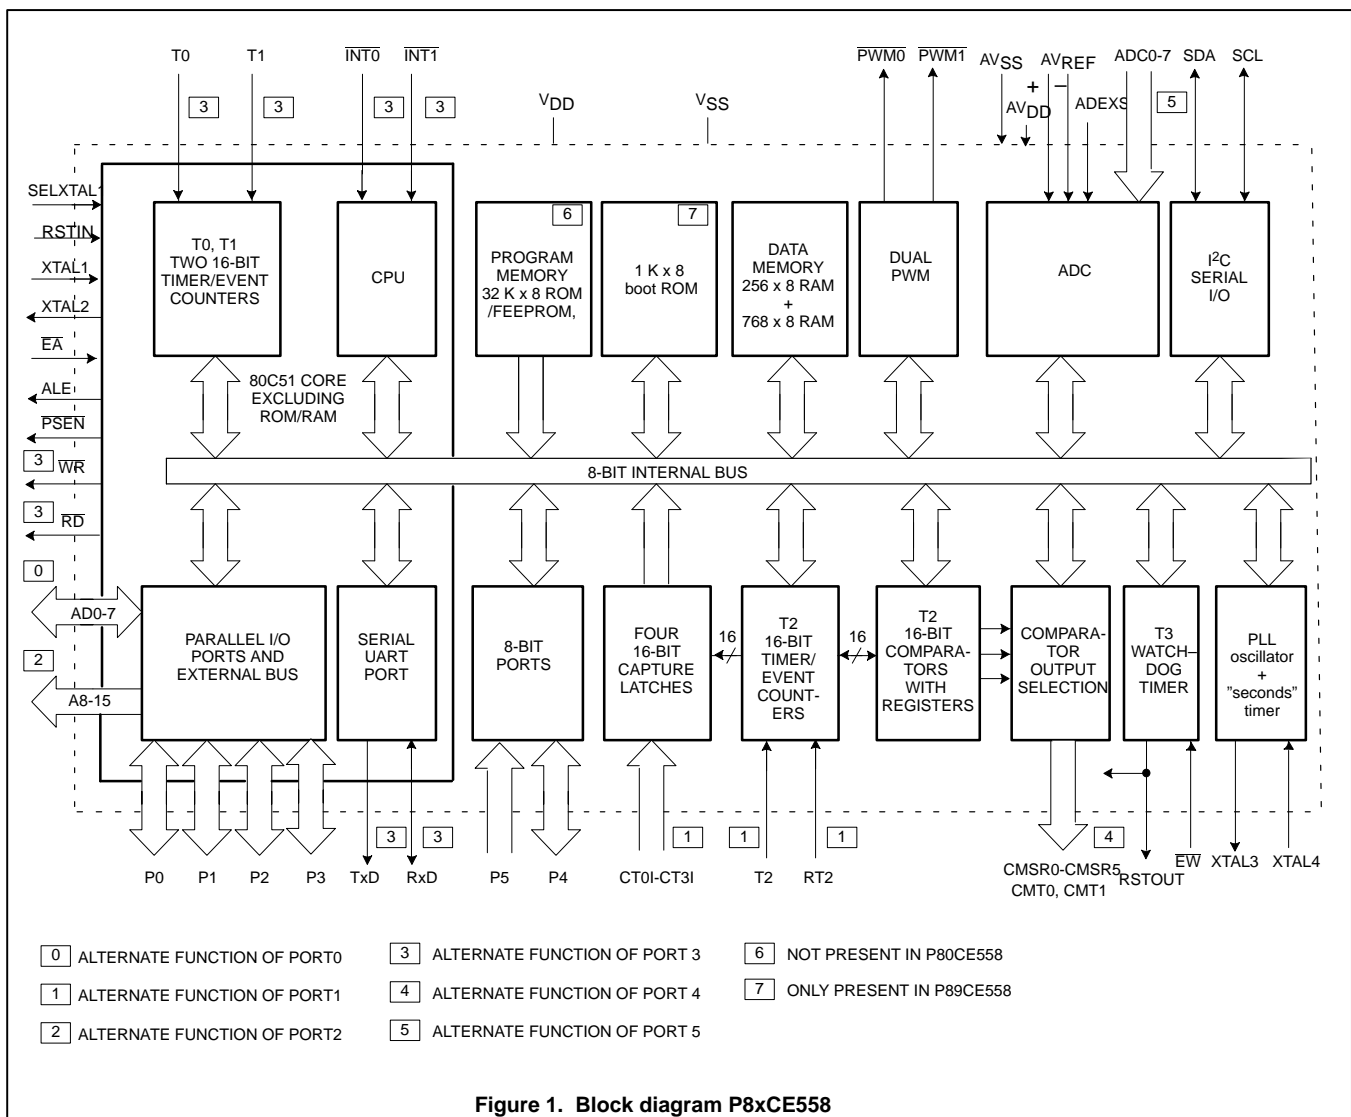 T0 T1 INT0 INT1 PWM0 PWM1 AVSS AVREF ADC0-7 SDA SCL
+ −
3 3 3 3 VDD VSS AVDD ADEXS 5
SELXTAL1
RSTIN
XTAL1
XTAL2
EA
ALE
PSEN
3 WR
3 RD
0
AD0-7
2
A8-15
T0, T1
TWO 16-BIT
TIMER/EVENT
COUNTERS
CPU
6
PROGRAM
MEMORY
32 K x 8 ROM
/FEEPROM,
7
1 K x 8
boot ROM
DATA
MEMORY
256 x 8 RAM
+
768 x 8 RAM
DUAL
PWM
ADC
I2C
SERIAL
I/O
80C51 CORE
EXCLUDING
ROM/RAM
8-BIT INTERNAL BUS
PARALLEL I/O
PORTS AND
EXTERNAL BUS
SERIAL
UART
PORT
8-BIT
PORTS
FOUR
16-BIT
CAPTURE
LATCHES
16
T2
16-BIT
TIMER/
EVENT
COUNT-
ERS
16
T2
16-BIT
COMPARA-
TORS
WITH
REGISTERS
COMPARA-
TOR
OUTPUT
SELECTION
T3
WATCH–
DOG
TIMER
PLL
oscillator
+
”seconds”
timer
3 3 1 1 1 4
P0 P1 P2 P3 TxD RxD P5 P4 CT0I-CT3I T2 RT2 CMSR0-CMSR5 RSTOUT EW XTAL3 XTAL4
CMT0, CMT1
0 ALTERNATE FUNCTION OF PORT0
1 ALTERNATE FUNCTION OF PORT1
2 ALTERNATE FUNCTION OF PORT2
3 ALTERNATE FUNCTION OF PORT 3
4 ALTERNATE FUNCTION OF PORT 4
5 ALTERNATE FUNCTION OF PORT 5
6 NOT PRESENT IN P80CE558
7 ONLY PRESENT IN P89CE558
Figure 1. Block diagram P8xCE558